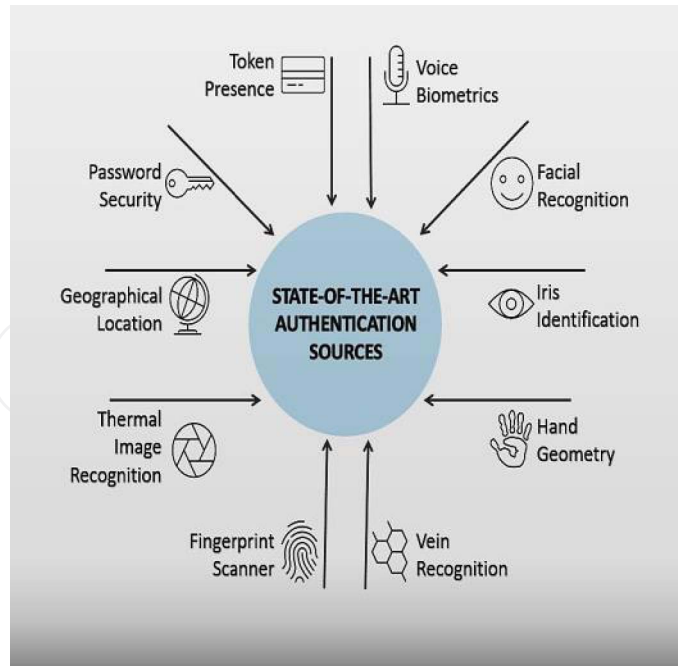 Token
Presence
Voice
Biometrics
Password
Security
Facial
Recognition
Geographical
Location
STATE-OF-THE-ART
AUTHENTICATION
SOURCES
Iris
Identification
Thermal
Image
Recognition
Hand
Geometry
Fingerprint
Scanner
Vein
Recognition